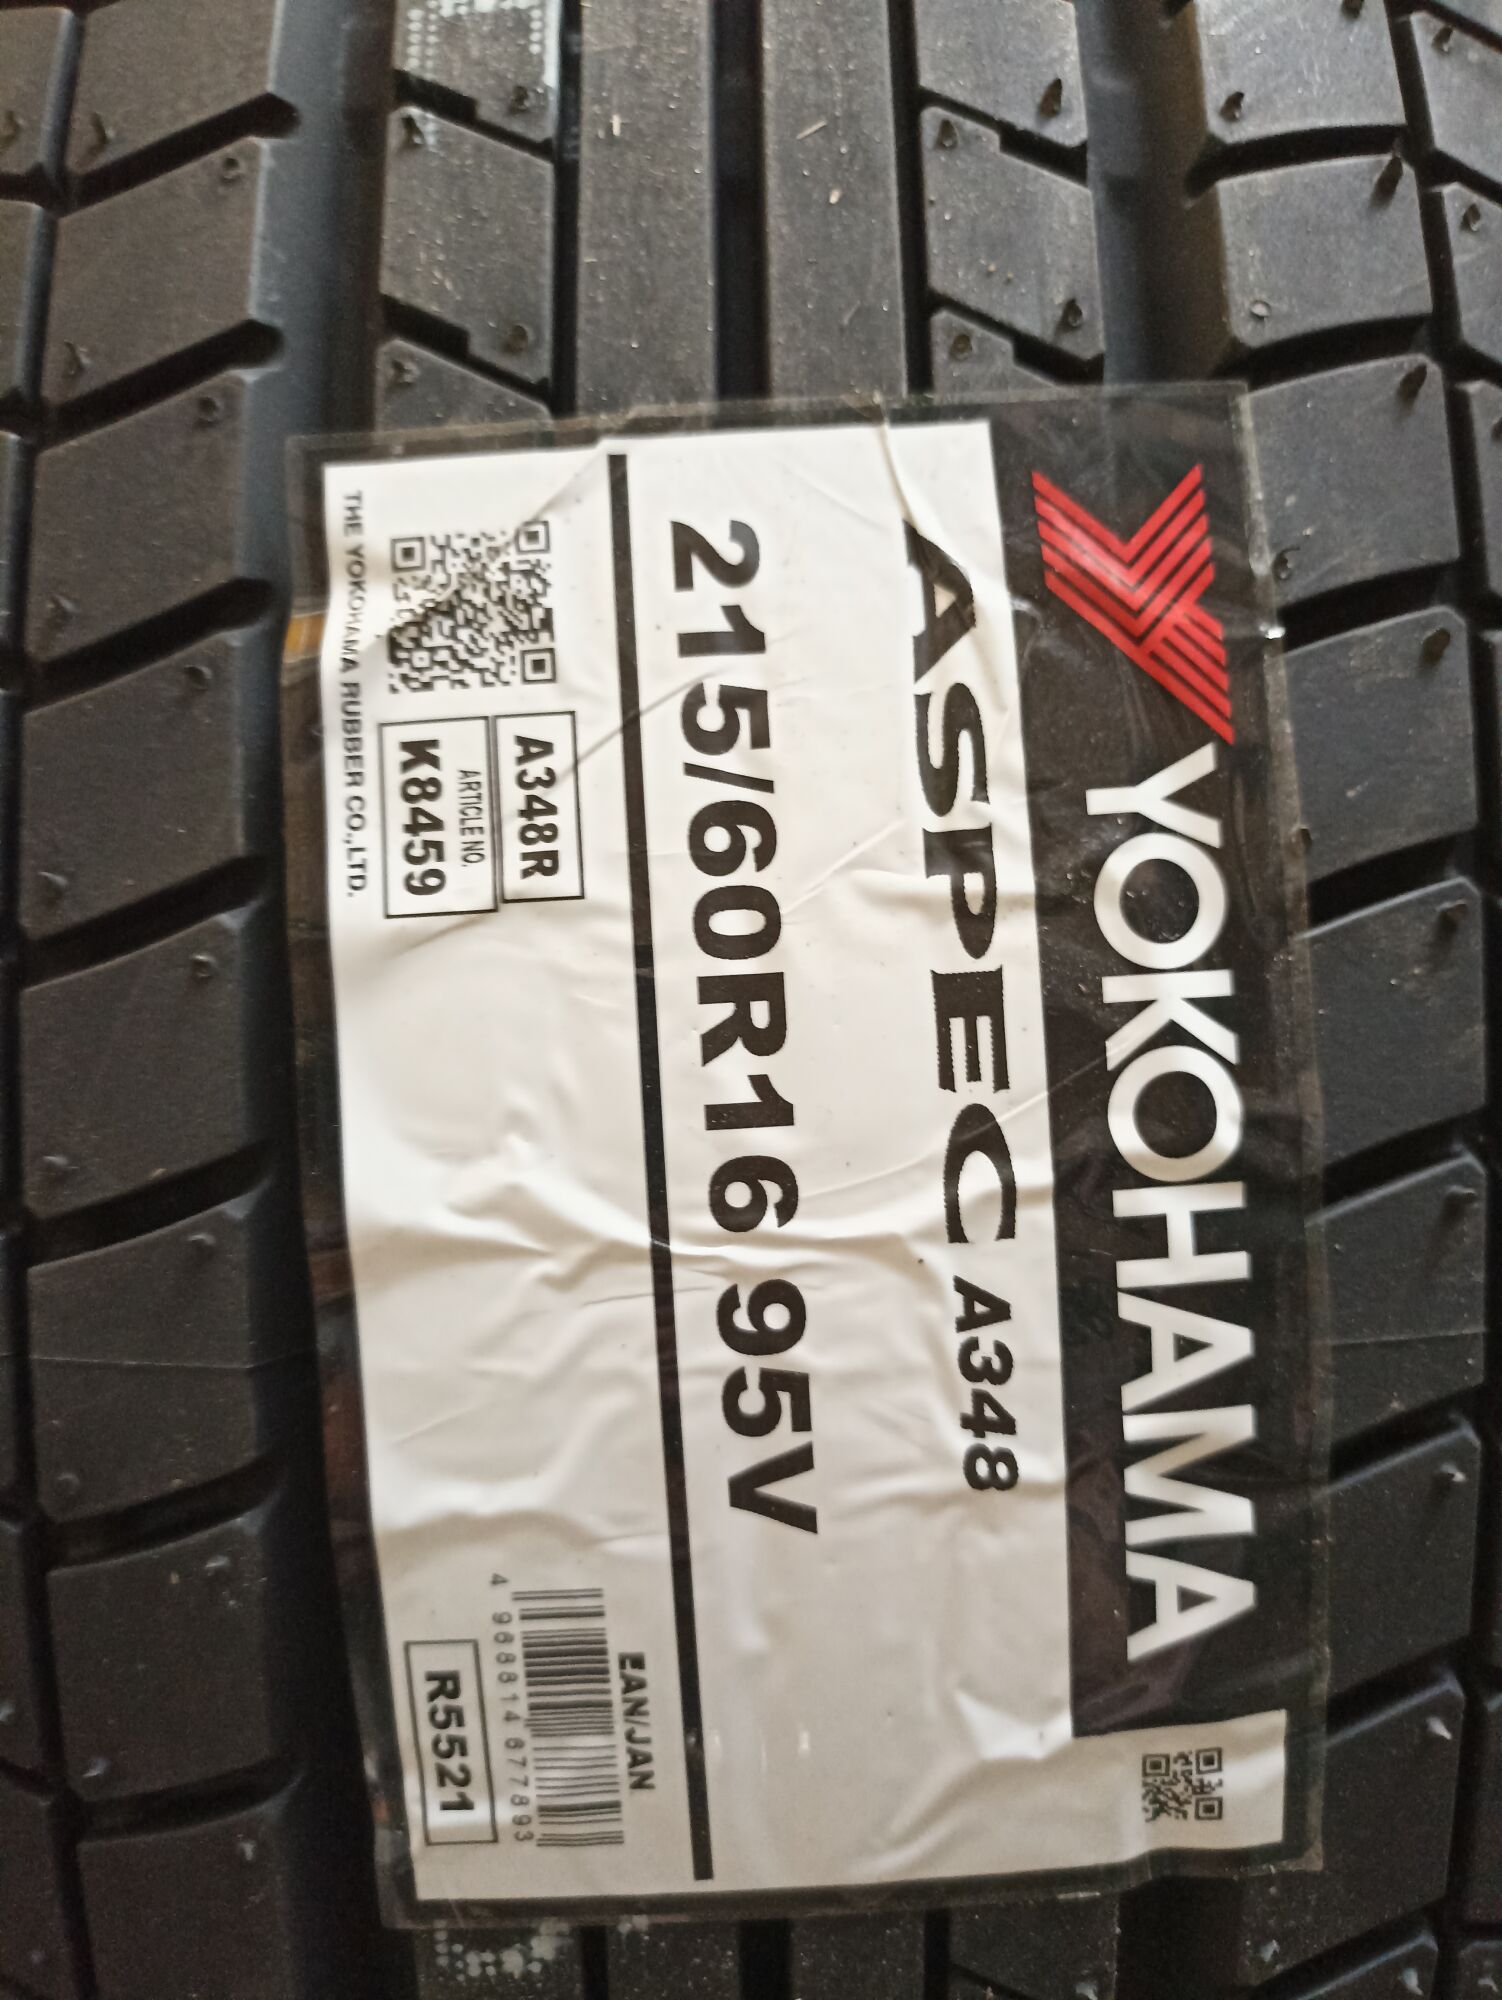 YOKOHAMA
ASPEC A348
215/60R16 95V
A348R
ARTICLE NO.
K8459
THE YOKOHAMA RUBBER CO.,LTD.
EAN/JAN
4 968814 677893
R5521